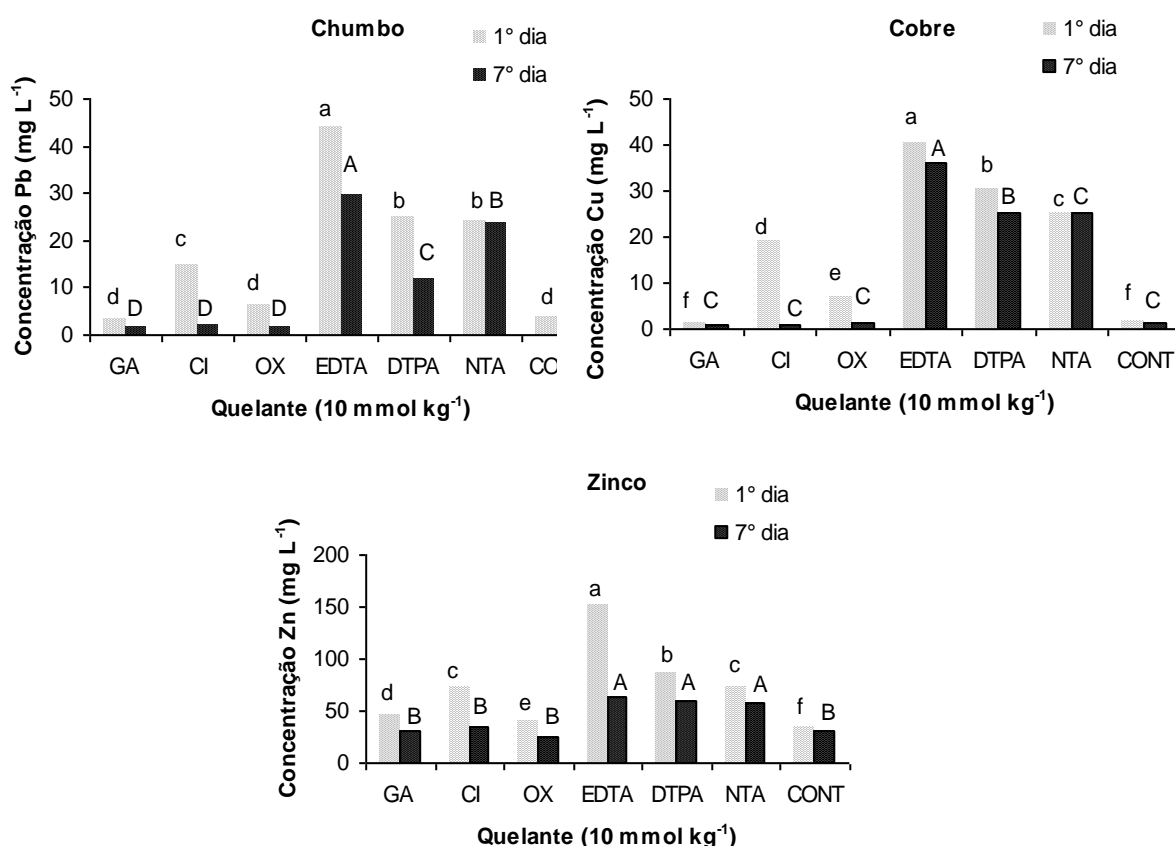 Chumbo
1° dia
7° dia
Concentração Pb (mg L-1)
50
40
30
20
10
0
a
A
b
b B
c
C
d D
D
d D
d
GA CI OX EDTA DTPA NTA CO
Quelante (10 mmol kg-1)
Cobre
1° dia
7° dia
Concentração Cu (mg L-1)
50
40
30
20
10
0
a
A
b
B
c C
d
e
f C
C
C
f C
GA CI OX EDTA DTPA NTA CONT
Quelante (10 mmol kg-1)
Zinco
1° dia
7° dia
Concentração Zn (mg L-1)
200
150
100
50
0
a
b
c
c
A A A
d
B B
e B
f B
GA CI OX EDTA DTPA NTA CONT
Quelante (10 mmol kg-1)